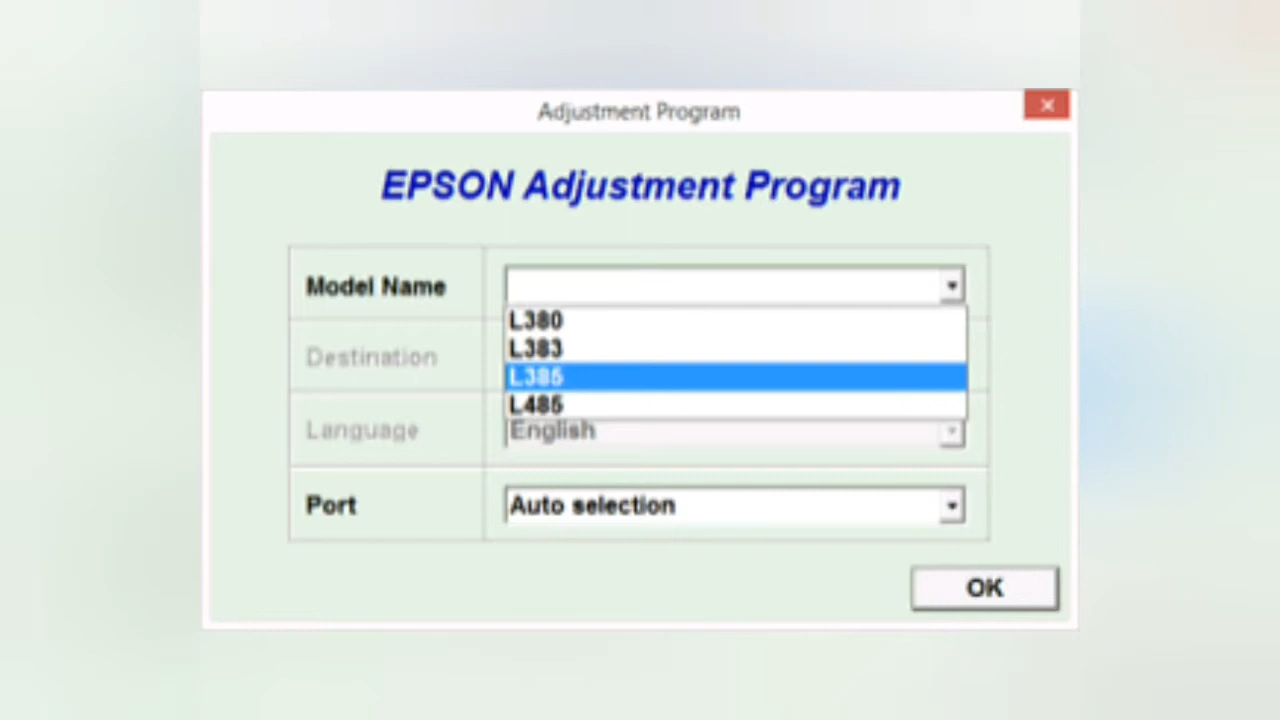 Adjustment Program
EPSON Adjustment Program
Model Name
L380
L383
L385
L485
Destination
Language
English
Port
Auto selection
OK